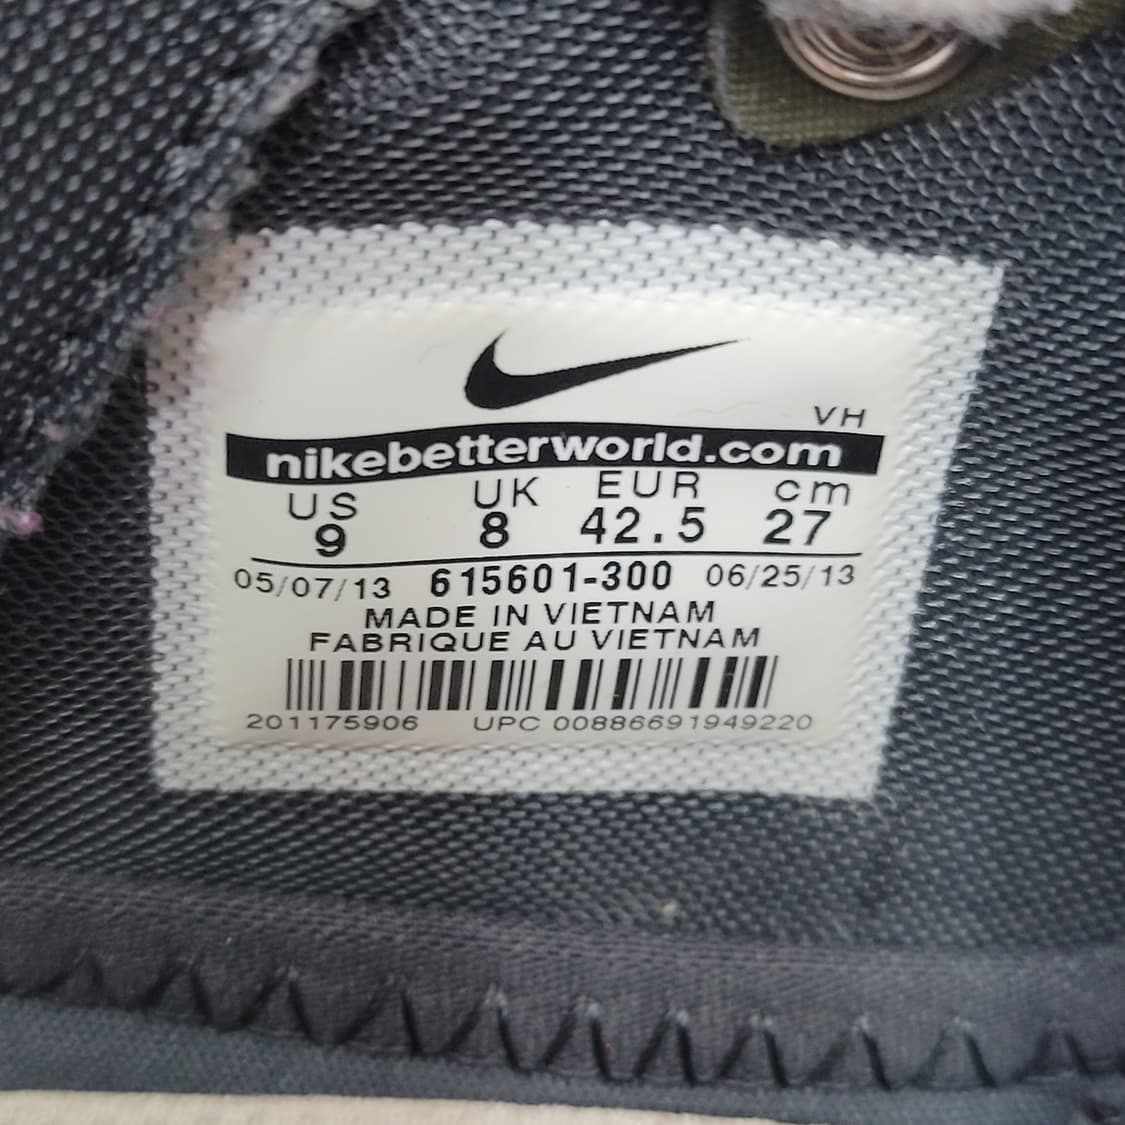 VH
nikebetterworld.com
US UK EUR cm
9 8 42.5 27
05/07/13 615601-300 06/25/13
MADE IN VIETNAM
FABRIQUE AU VIETNAM
201175906 UPC 00886691949220